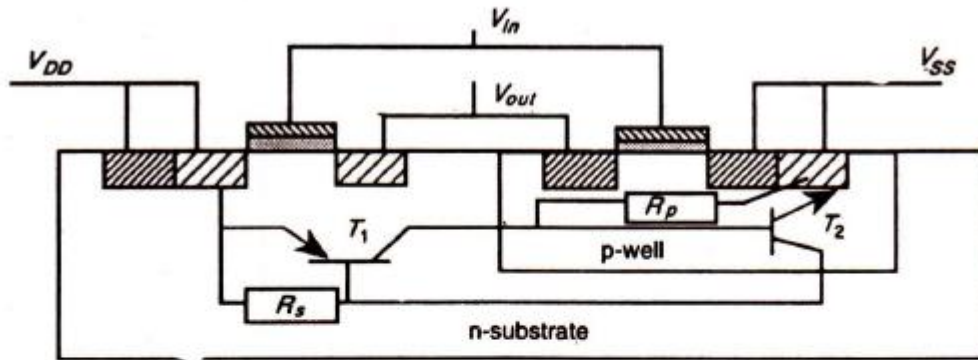 V_in
V_DD
V_SS
V_out
T_1
R_p
T_2
p-well
R_s
n-substrate